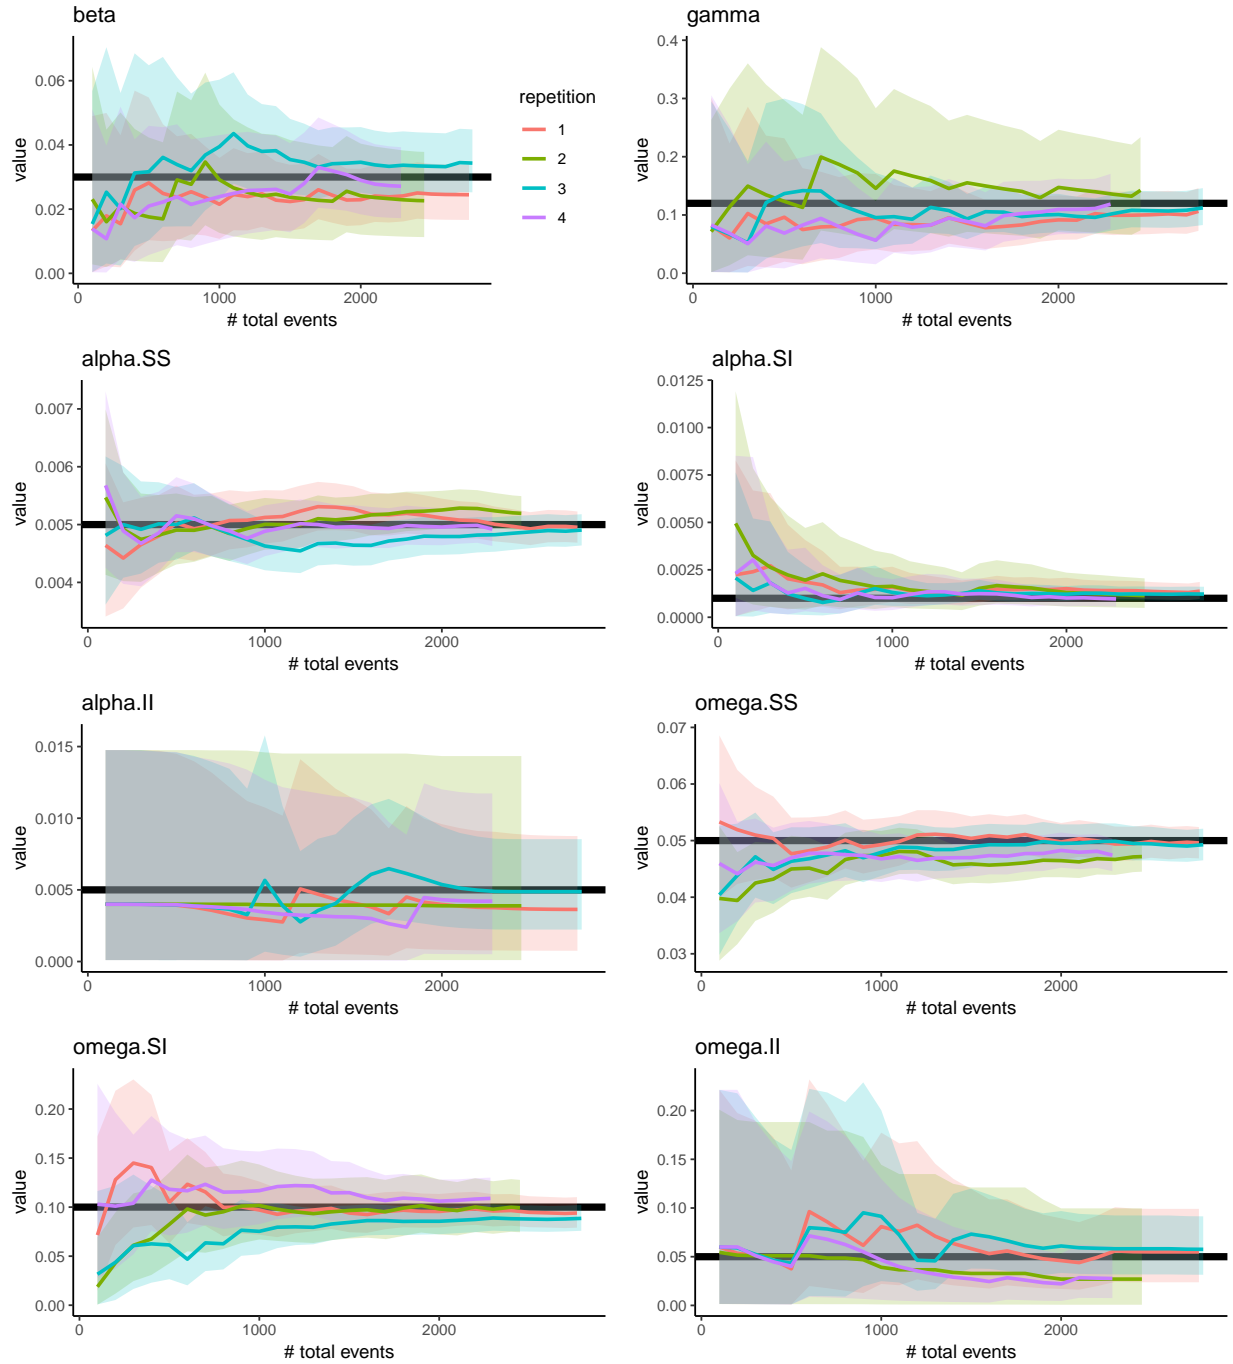 beta
0.06
0.04
0.02
0.00
value
0
1000
2000
# total events
repetition
1
2
3
4
gamma
0.4
0.3
0.2
0.1
0.0
value
0
1000
2000
# total events
alpha.SS
0.007
0.006
0.005
0.004
value
0
1000
2000
# total events
alpha.SI
0.0125
0.0100
0.0075
0.0050
0.0025
0.0000
value
0
1000
2000
# total events
alpha.II
0.015
0.010
0.005
0.000
value
0
1000
2000
# total events
omega.SS
0.07
0.06
0.05
0.04
0.03
value
0
1000
2000
# total events
omega.SI
0.20
0.15
0.10
0.05
0.00
value
0
1000
2000
# total events
omega.II
0.20
0.15
0.10
0.05
0.00
value
0
1000
2000
# total events